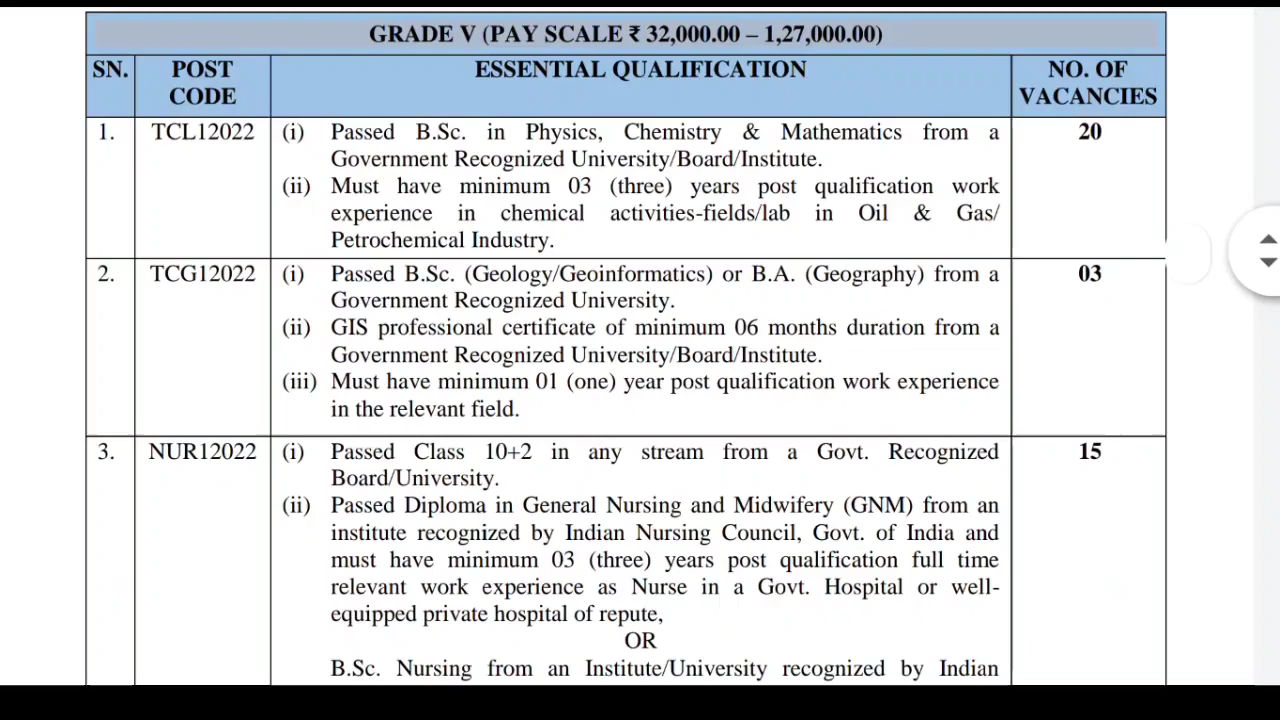 GRADE V (PAY SCALE ₹ 32,000.00 – 1,27,000.00)
SN. POST CODE ESSENTIAL QUALIFICATION NO. OF VACANCIES
1. TCL12022 (i) Passed B.Sc. in Physics, Chemistry & Mathematics from a 20
Government Recognized University/Board/Institute.
(ii) Must have minimum 03 (three) years post qualification work
experience in chemical activities-fields/lab in Oil & Gas/
Petrochemical Industry.
2. TCG12022 (i) Passed B.Sc. (Geology/Geoinformatics) or B.A. (Geography) from a 03
Government Recognized University.
(ii) GIS professional certificate of minimum 06 months duration from a
Government Recognized University/Board/Institute.
(iii) Must have minimum 01 (one) year post qualification work experience
in the relevant field.
3. NUR12022 (i) Passed Class 10+2 in any stream from a Govt. Recognized 15
Board/University.
(ii) Passed Diploma in General Nursing and Midwifery (GNM) from an
institute recognized by Indian Nursing Council, Govt. of India and
must have minimum 03 (three) years post qualification full time
relevant work experience as Nurse in a Govt. Hospital or well-
equipped private hospital of repute,
OR
B.Sc. Nursing from an Institute/University recognized by Indian